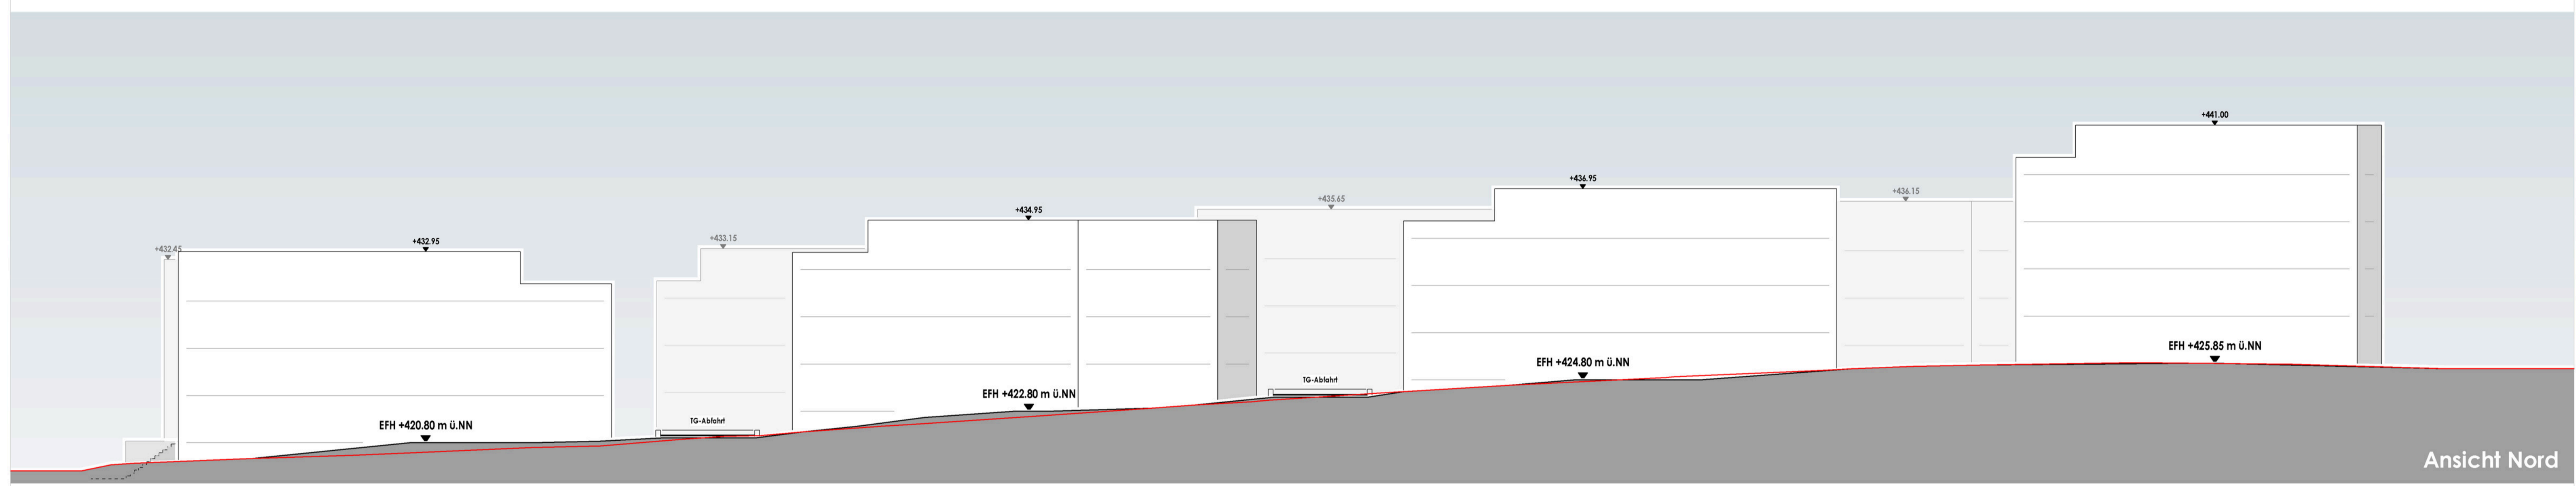 +441.00
+436.95
+436.15
+435.65
+434.95
+433.15
+432.95
+432.45
EFH +425.85 m ü.NN
EFH +424.80 m ü.NN
TG-Abfahrt
EFH +422.80 m ü.NN
TG-Abfahrt
EFH +420.80 m ü.NN
Ansicht Nord